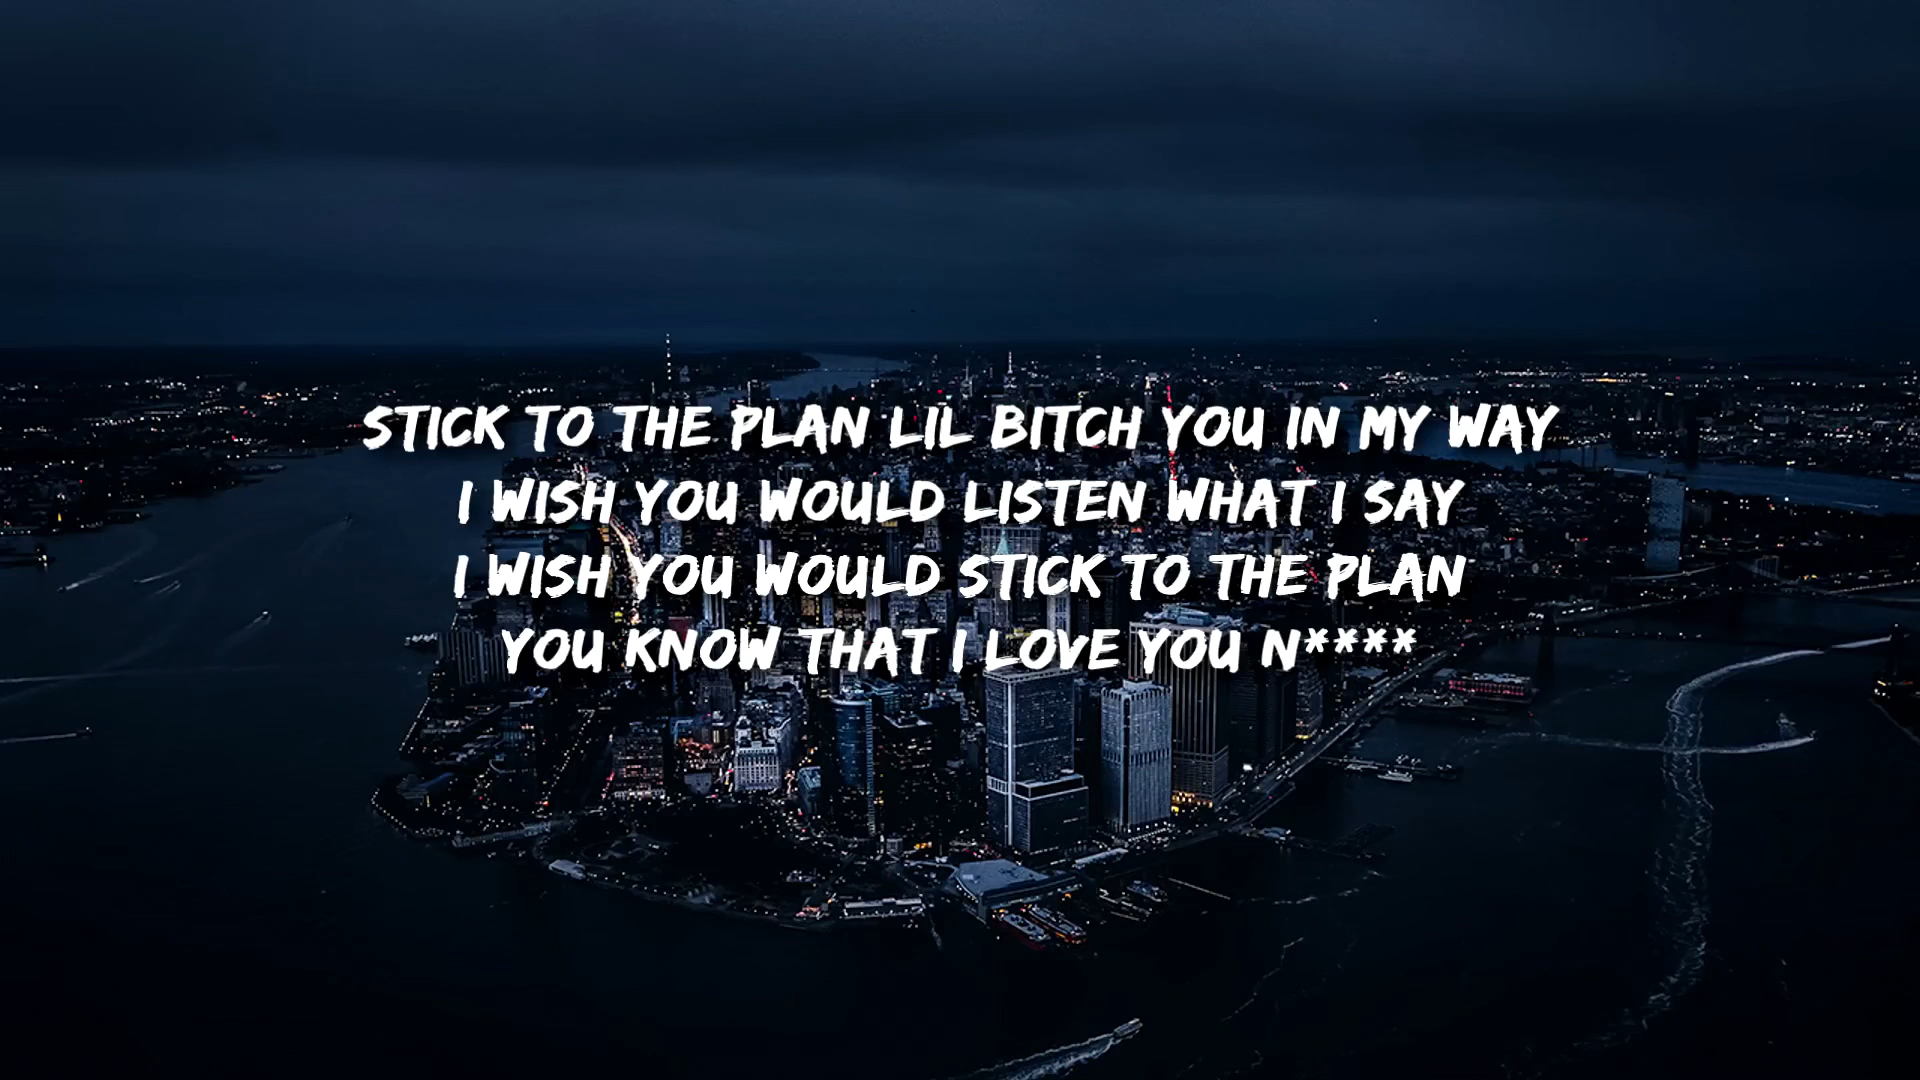 STICK TO THE PLAN LIL BITCH YOU IN MY WAY
I WISH YOU WOULD LISTEN WHAT I SAY
I WISH YOU WOULD STICK TO THE PLAN
YOU KNOW THAT I LOVE YOU N****